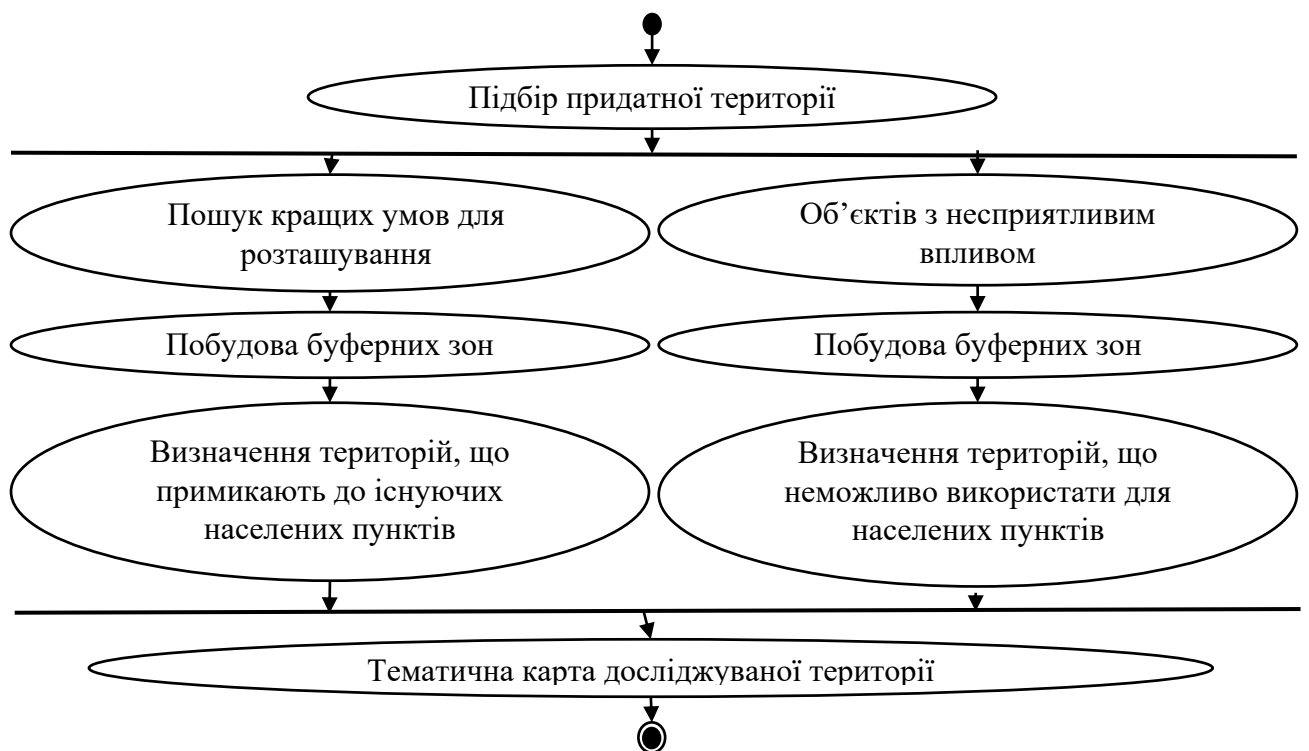 Підбір придатної території
Пошук кращих умов для
розташування
Об’єктів з несприятливим
впливом
Побудова буферних зон
Побудова буферних зон
Визначення територій, що
примикають до існуючих
населених пунктів
Визначення територій, що
неможливо використати для
населених пунктів
Тематична карта досліджуваної території